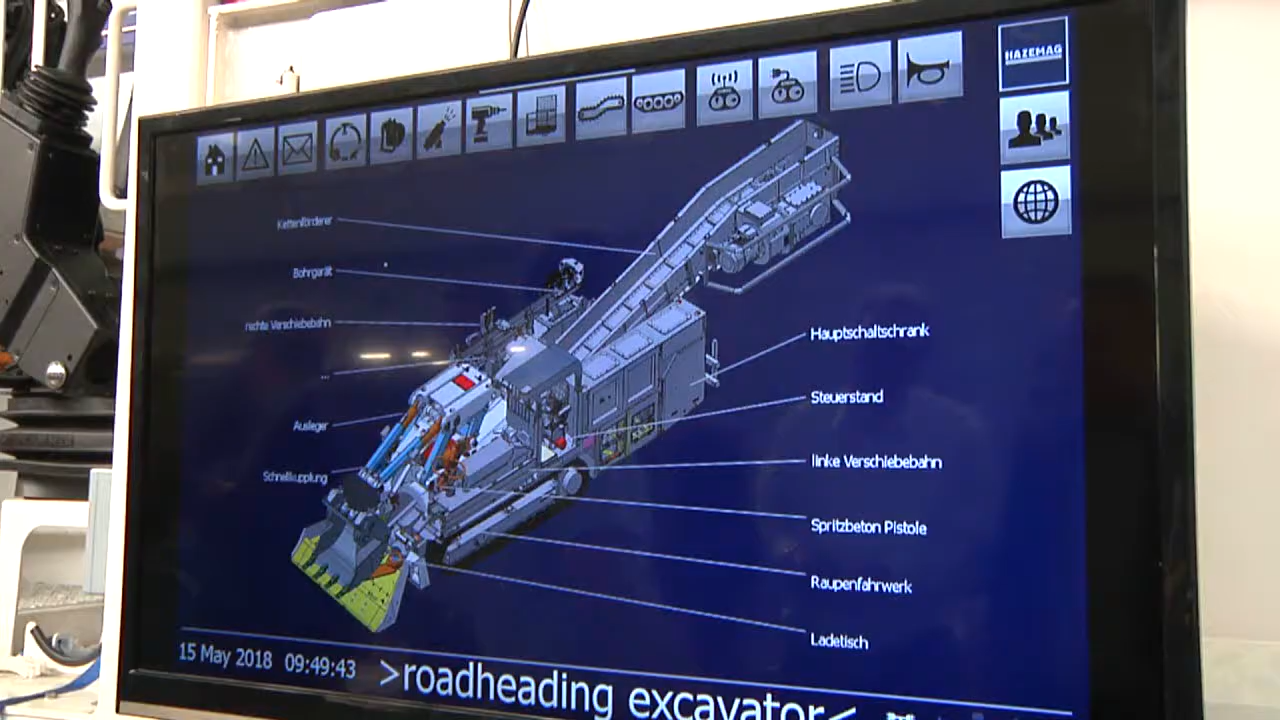 HAZEMAG
Kettenförderer
Bohrgerät
rechte Verschiebebahn
...
Ausleger
Schnellkupplung
Hauptschaltschrank
Steuerstand
linke Verschiebebahn
Spritzbeton Pistole
Raupenfahrwerk
Ladetisch
15 May 2018 09:49:43
>roadheading excavator<